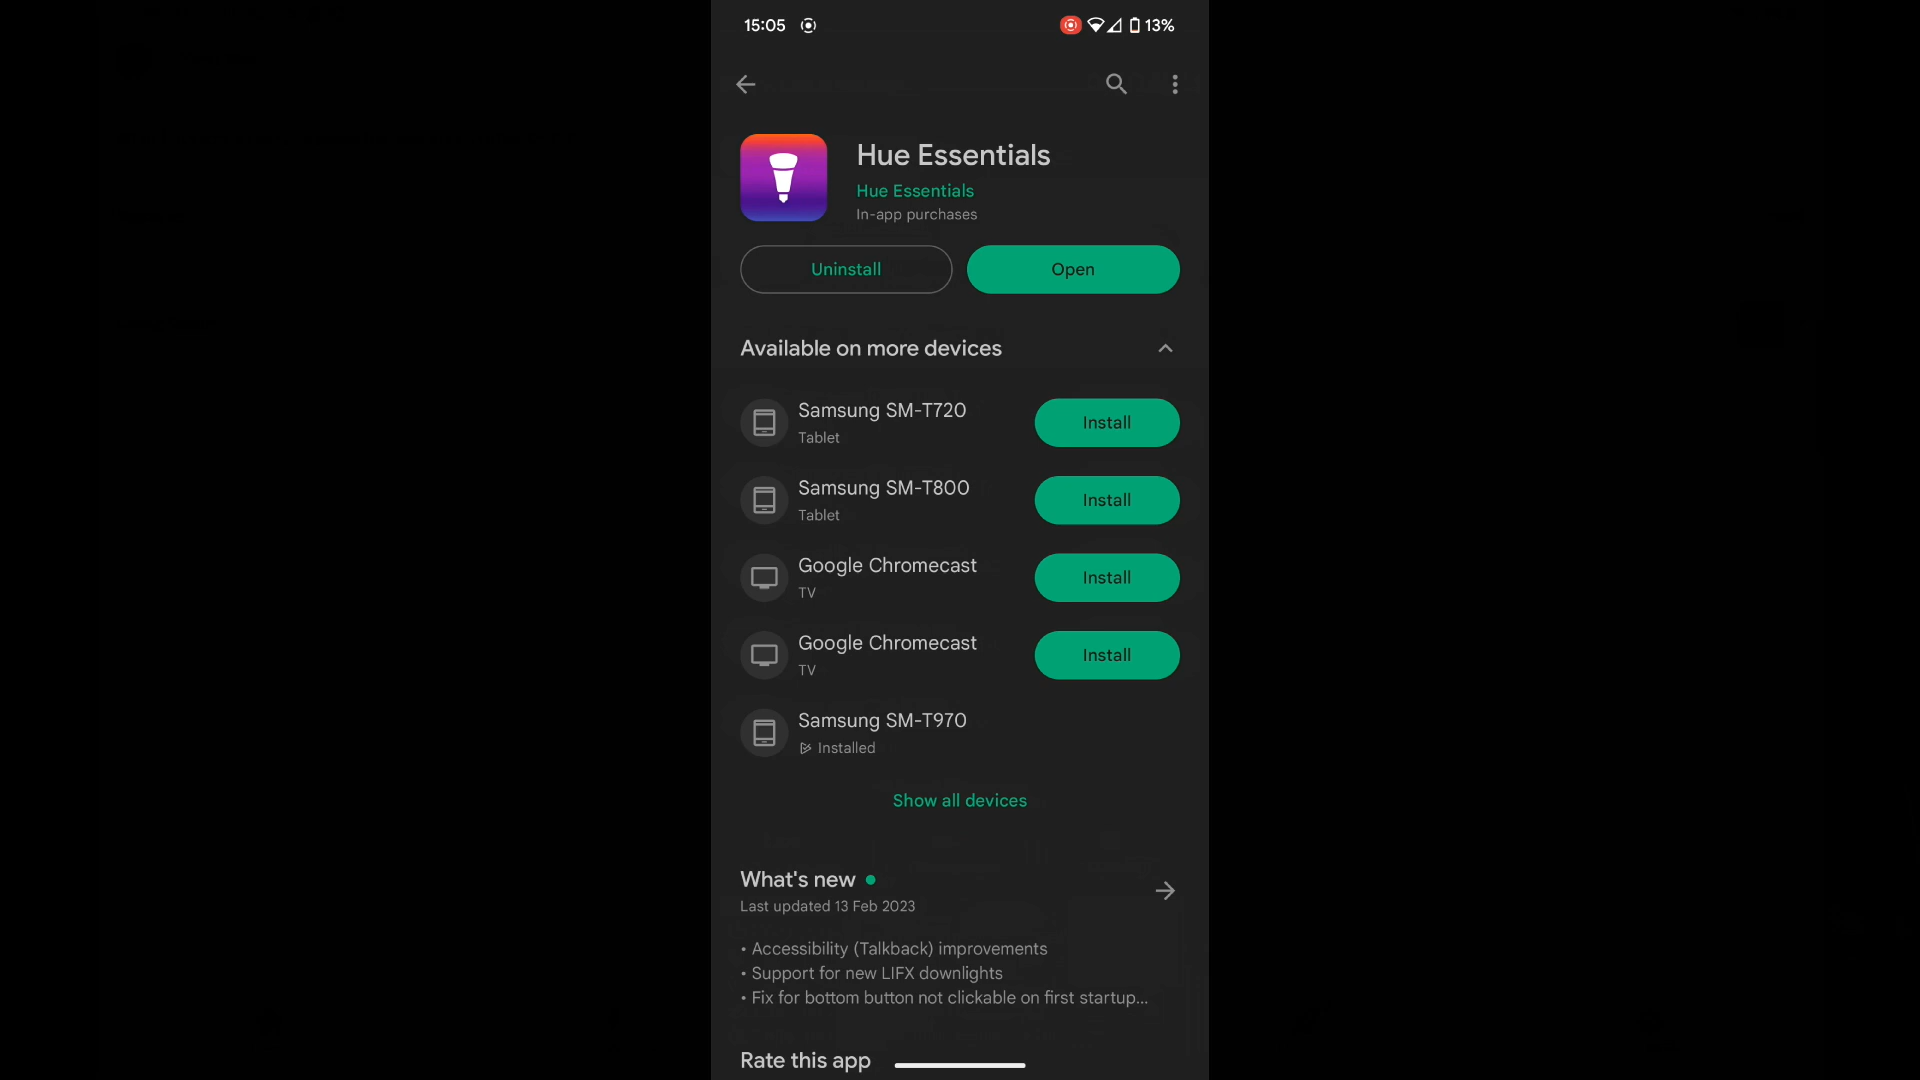 15:05
13%
Hue Essentials
Hue Essentials
In-app purchases
Uninstall
Open
Available on more devices
Samsung SM-T720
Tablet
Install
Samsung SM-T800
Tablet
Install
Google Chromecast
TV
Install
Google Chromecast
TV
Install
Samsung SM-T970
Installed
Show all devices
What's new
Last updated 13 Feb 2023
• Accessibility (Talkback) improvements
• Support for new LIFX downlights
• Fix for bottom button not clickable on first startup...
Rate this app